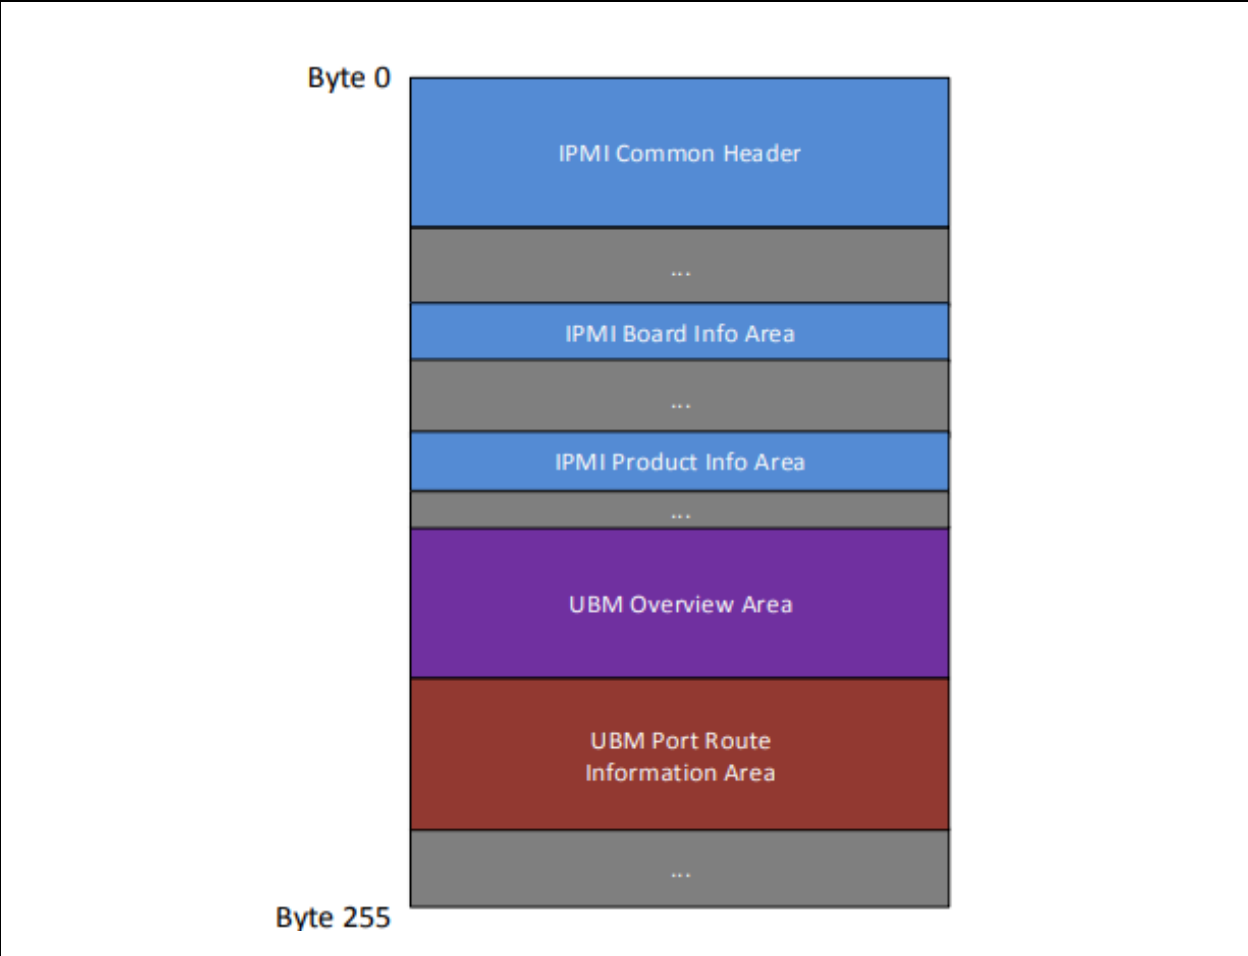 Byte 0
IPMI Common Header
...
IPMI Board Info Area
...
IPMI Product Info Area
...
UBM Overview Area
UBM Port Route
Information Area
...
Byte 255